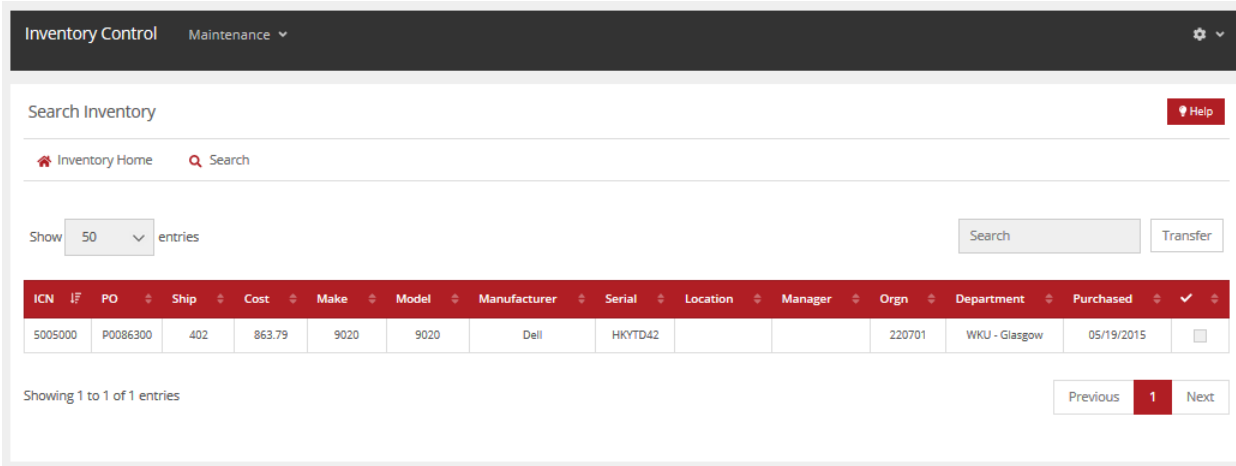 Inventory Control Maintenance
Search Inventory Help
Inventory Home Search
Show 50 entries Search Transfer
ICN PO Ship Cost Make Model Manufacturer Serial Location Manager Orgn Department Purchased
5005000 P0086300 402 863.79 9020 9020 Dell HKYTD42 220701 WKU - Glasgow 05/19/2015
Showing 1 to 1 of 1 entries Previous 1 Next